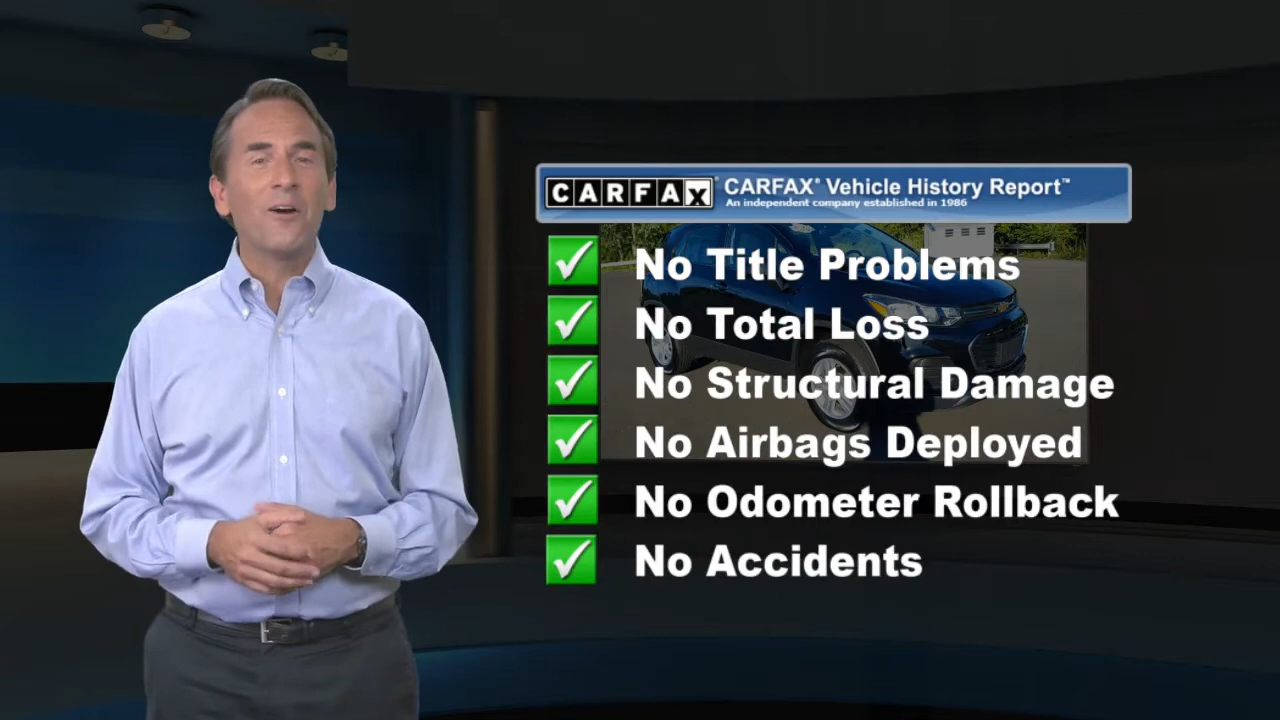 CARFAX® CARFAX® Vehicle History Report™
An independent company established in 1986
No Title Problems
No Total Loss
No Structural Damage
No Airbags Deployed
No Odometer Rollback
No Accidents